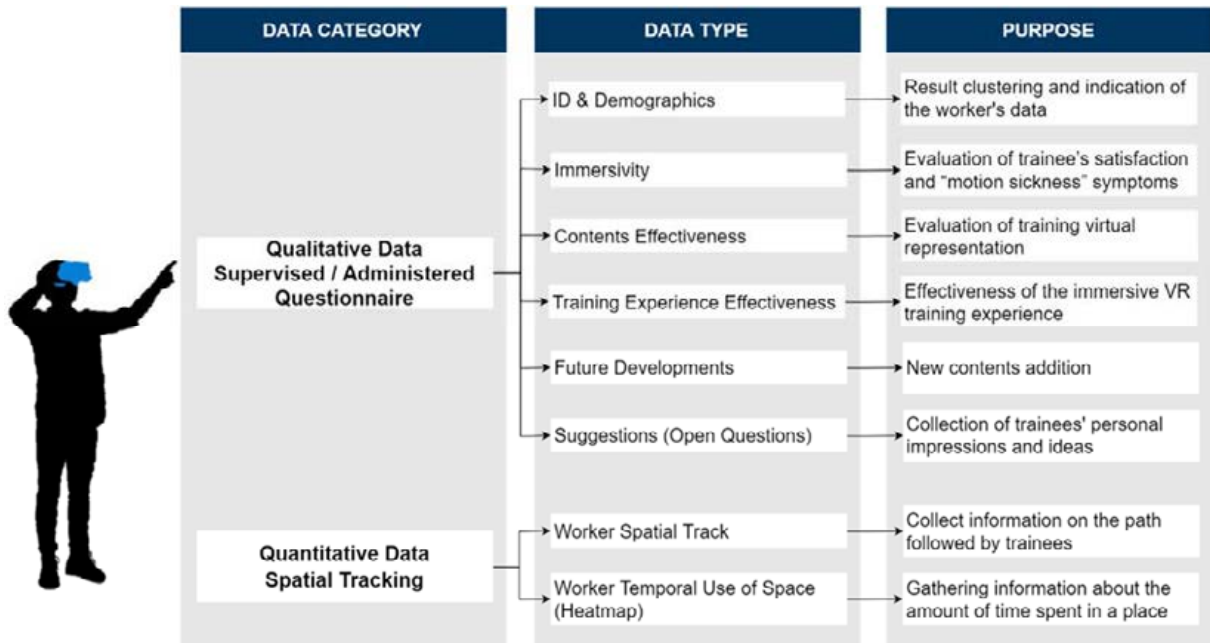 DATA CATEGORY
DATA TYPE
PURPOSE
Qualitative Data
Supervised / Administered
Questionnaire
ID & Demographics
Result clustering and indication of
the worker's data
Immersivity
Evaluation of trainee's satisfaction
and “motion sickness” symptoms
Contents Effectiveness
Evaluation of training virtual
representation
Training Experience Effectiveness
Effectiveness of the immersive VR
training experience
Future Developments
New contents addition
Suggestions (Open Questions)
Collection of trainees' personal
impressions and ideas
Quantitative Data
Spatial Tracking
Worker Spatial Track
Collect information on the path
followed by trainees
Worker Temporal Use of Space
(Heatmap)
Gathering information about the
amount of time spent in a place